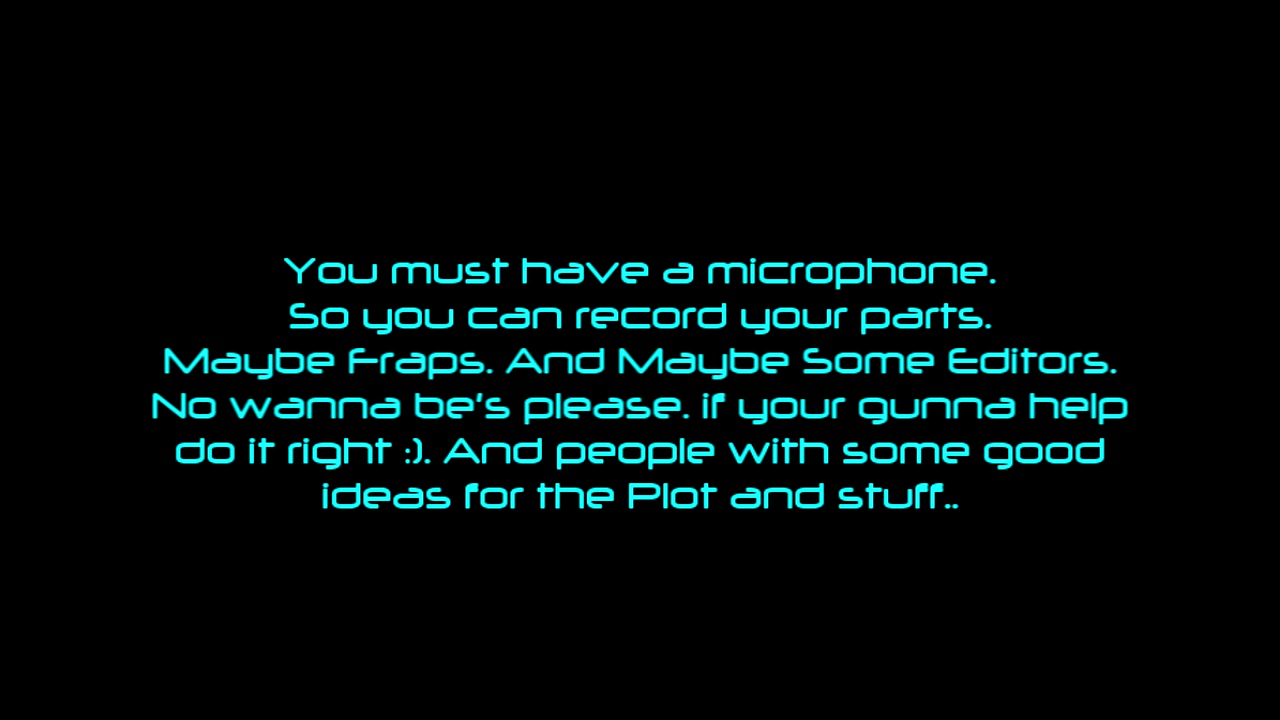 You must have a microphone.
So you can record your parts.
Maybe Fraps. And Maybe Some Editors.
No wanna be's please. if your gunna help
do it right :). And people with some good
ideas for the Plot and stuff..